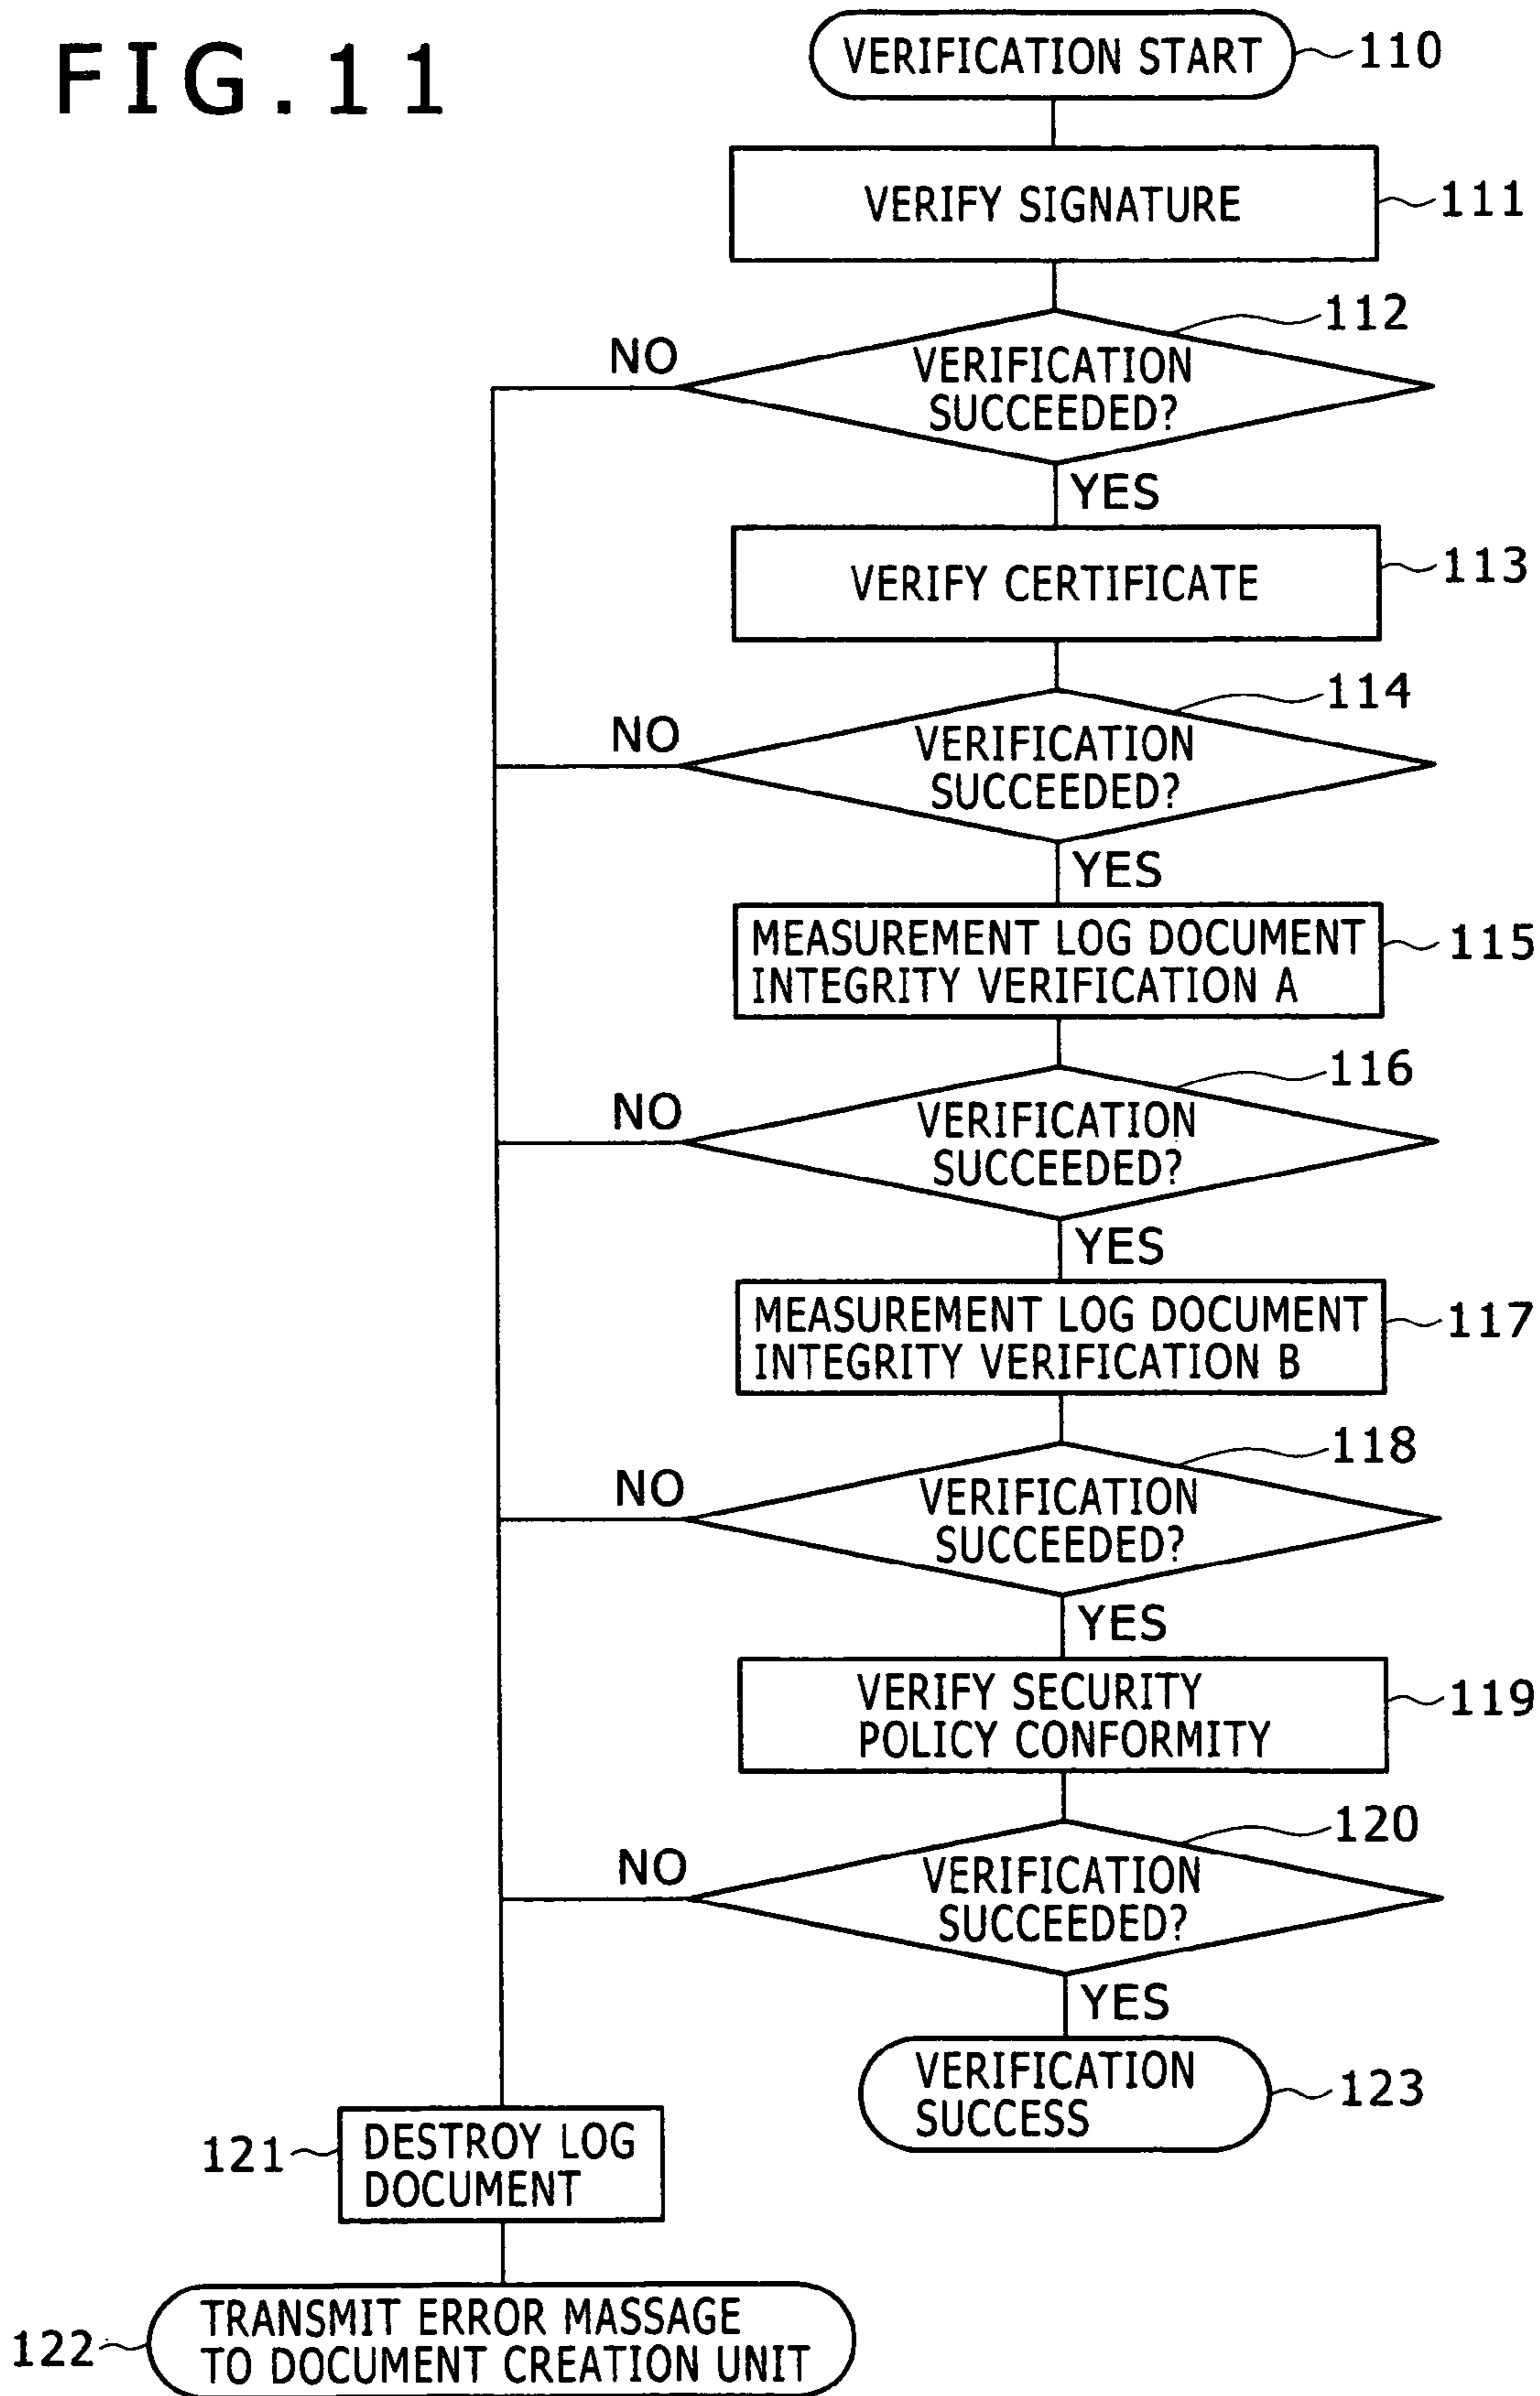 FIG.11
VERIFICATION START
110
VERIFY SIGNATURE
111
112
NO
VERIFICATION
SUCCEEDED?
YES
VERIFY CERTIFICATE
113
114
NO
VERIFICATION
SUCCEEDED?
YES
MEASUREMENT LOG DOCUMENT
INTEGRITY VERIFICATION A
115
116
NO
VERIFICATION
SUCCEEDED?
YES
MEASUREMENT LOG DOCUMENT
INTEGRITY VERIFICATION B
117
118
NO
VERIFICATION
SUCCEEDED?
YES
VERIFY SECURITY
POLICY CONFORMITY
119
120
NO
VERIFICATION
SUCCEEDED?
YES
VERIFICATION
SUCCESS
123
121
DESTROY LOG
DOCUMENT
122
TRANSMIT ERROR MASSAGE
TO DOCUMENT CREATION UNIT